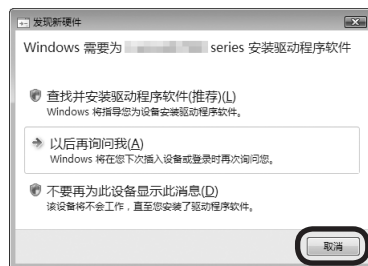 发现新硬件
Windows 需要为 series 安装驱动程序软件
查找并安装驱动程序软件(推荐)(L)
Windows 将指导您为设备安装驱动程序软件。
以后再询问我(A)
Windows 将在您下次插入设备或登录时再次询问您。
不要再为此设备显示此消息(D)
该设备将不会工作，直至您安装了驱动程序软件。
取消